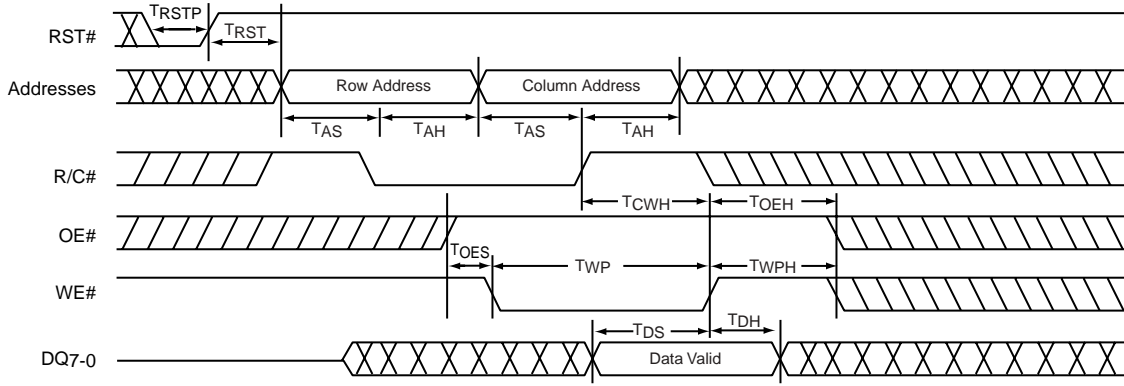 TRSTP
RST#
TRST
Addresses
Row Address
Column Address
TAS
TAH
TAS
TAH
R/C#
TCWH
TOEH
OE#
TOES
TWP
TWPH
WE#
TDS
TDH
DQ7-0
Data Valid